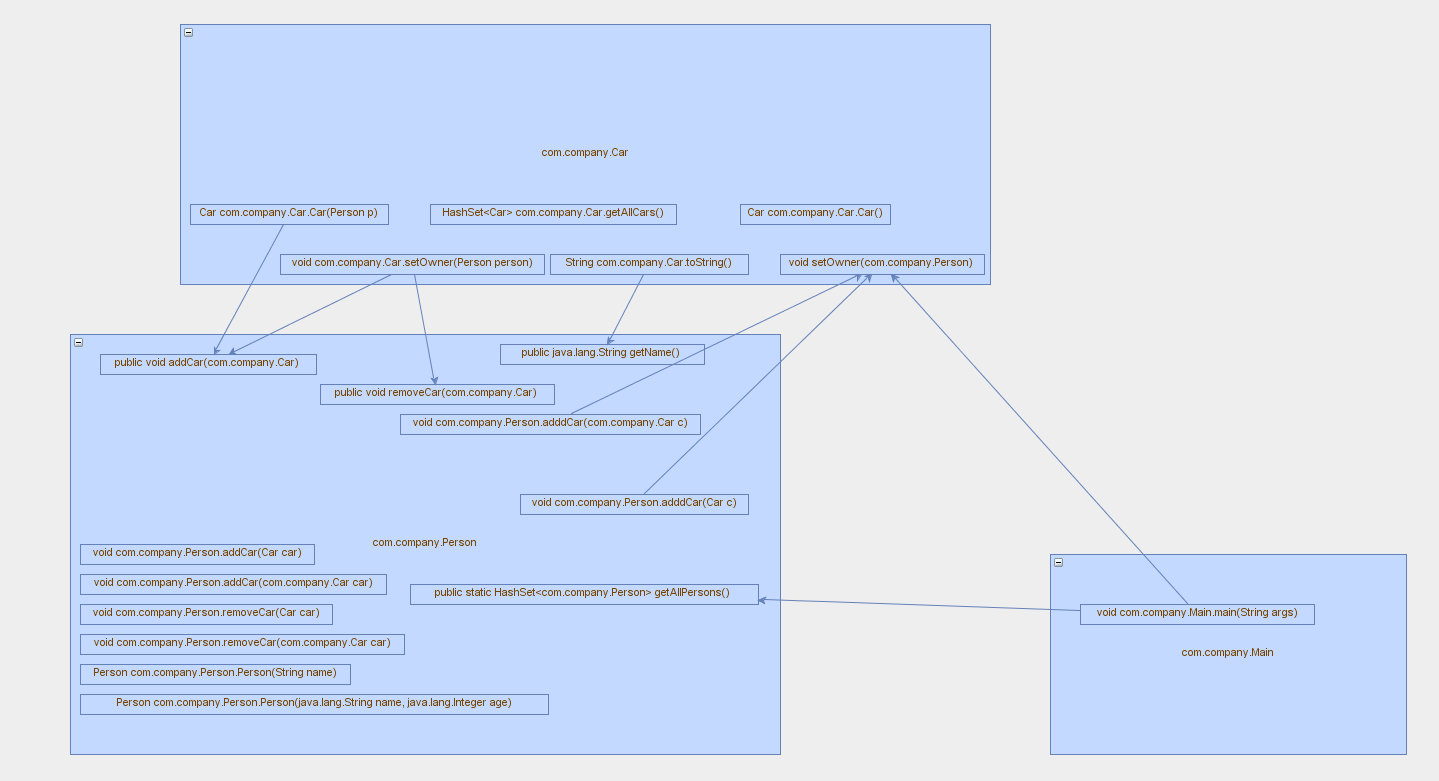 com.company.Car
Car com.company.Car.Car(Person p)
HashSet<Car> com.company.Car.getAllCars()
Car com.company.Car.Car()
void com.company.Car.setOwner(Person person)
String com.company.Car.toString()
void setOwner(com.company.Person)
public void addCar(com.company.Car)
public java.lang.String getName()
public void removeCar(com.company.Car)
void com.company.Person.adddCar(com.company.Car c)
void com.company.Person.adddCar(Car c)
com.company.Person
void com.company.Person.addCar(Car car)
void com.company.Person.addCar(com.company.Car car)
public static HashSet<com.company.Person> getAllPersons()
void com.company.Person.removeCar(Car car)
void com.company.Person.removeCar(com.company.Car car)
Person com.company.Person.Person(String name)
Person com.company.Person.Person(java.lang.String name, java.lang.Integer age)
void com.company.Main.main(String args)
com.company.Main